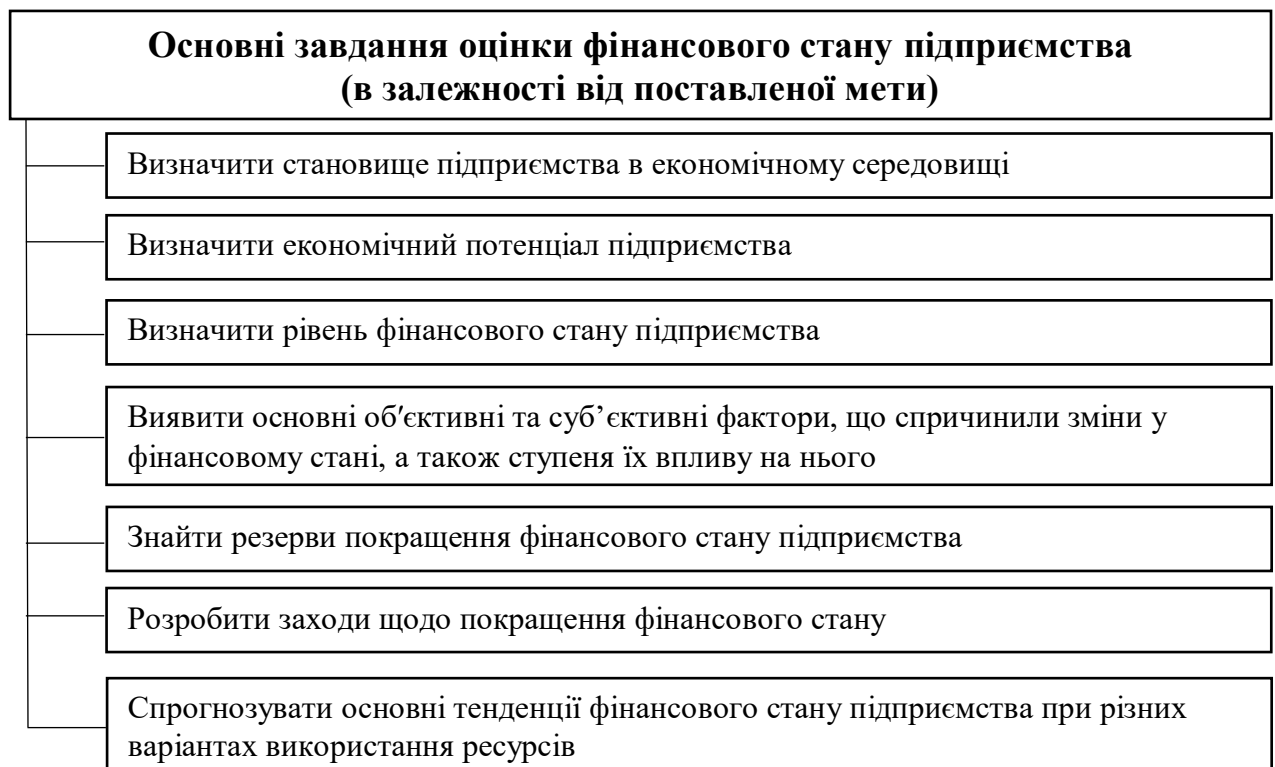 Основні завдання оцінки фінансового стану підприємства
(в залежності від поставленої мети)
Визначити становище підприємства в економічному середовищі
Визначити економічний потенціал підприємства
Визначити рівень фінансового стану підприємства
Виявити основні об'єктивні та суб’єктивні фактори, що спричинили зміни у
фінансовому стані, а також ступеня їх впливу на нього
Знайти резерви покращення фінансового стану підприємства
Розробити заходи щодо покращення фінансового стану
Спрогнозувати основні тенденції фінансового стану підприємства при різних
варіантах використання ресурсів